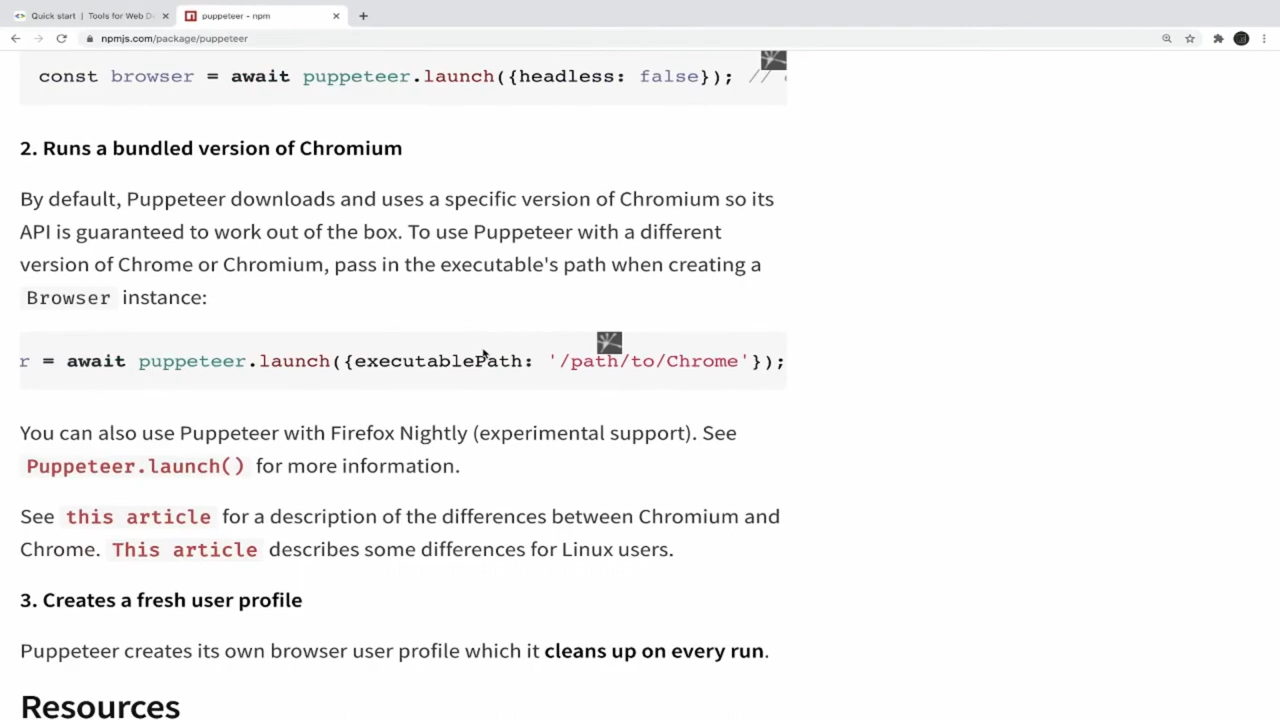 Quick start | Tools for Web D
puppeteer - npm
npmjs.com/package/puppeteer
const browser = await puppeteer.launch({headless: false}); //
2. Runs a bundled version of Chromium
By default, Puppeteer downloads and uses a specific version of Chromium so its
API is guaranteed to work out of the box. To use Puppeteer with a different
version of Chrome or Chromium, pass in the executable's path when creating a
Browser instance:
r = await puppeteer.launch({executablePath: '/path/to/Chrome'});
You can also use Puppeteer with Firefox Nightly (experimental support). See
Puppeteer.launch() for more information.
See this article for a description of the differences between Chromium and
Chrome. This article describes some differences for Linux users.
3. Creates a fresh user profile
Puppeteer creates its own browser user profile which it cleans up on every run.
Resources